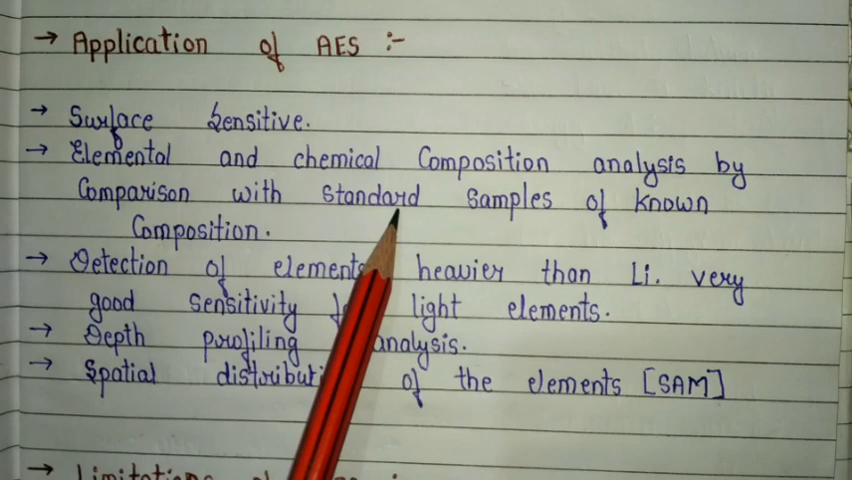 → Application of AES :-
→ Surface Sensitive.
→ Elemental and chemical Composition analysis by
Comparison with standard samples of known
Composition.
→ Detection of elements heavier than Li. very
good sensitivity light elements.
→ Depth profiling analysis.
→ Spatial of the elements [SAM]
→ Limitations